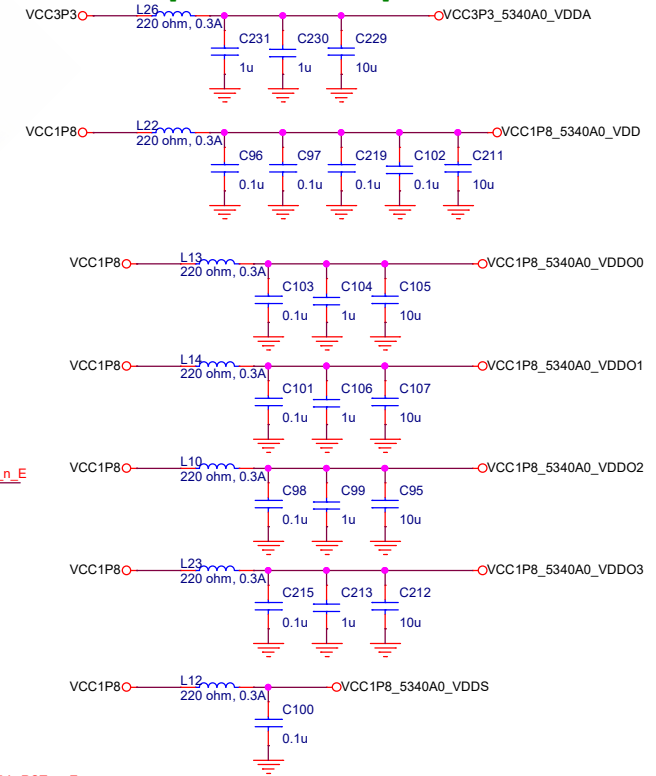 VCC3P3 L26 VCC3P3_5340A0_VDDA
220 ohm, 0.3A
C231 C230 C229
1u 1u 10u
VCC1P8 L22 VCC1P8_5340A0_VDD
220 ohm, 0.3A
C96 C97 C219 C102 C211
0.1u 0.1u 0.1u 0.1u 10u
VCC1P8 L13 VCC1P8_5340A0_VDDO0
220 ohm, 0.3A
C103 C104 C105
0.1u 1u 10u
VCC1P8 L14 VCC1P8_5340A0_VDDO1
220 ohm, 0.3A
C101 C106 C107
0.1u 1u 10u
_n_E VCC1P8 L10 VCC1P8_5340A0_VDDO2
220 ohm, 0.3A
C98 C99 C95
0.1u 1u 10u
VCC1P8 L23 VCC1P8_5340A0_VDDO3
220 ohm, 0.3A
C215 C213 C212
0.1u 1u 10u
VCC1P8 L12 VCC1P8_5340A0_VDDS
220 ohm, 0.3A
C100
0.1u